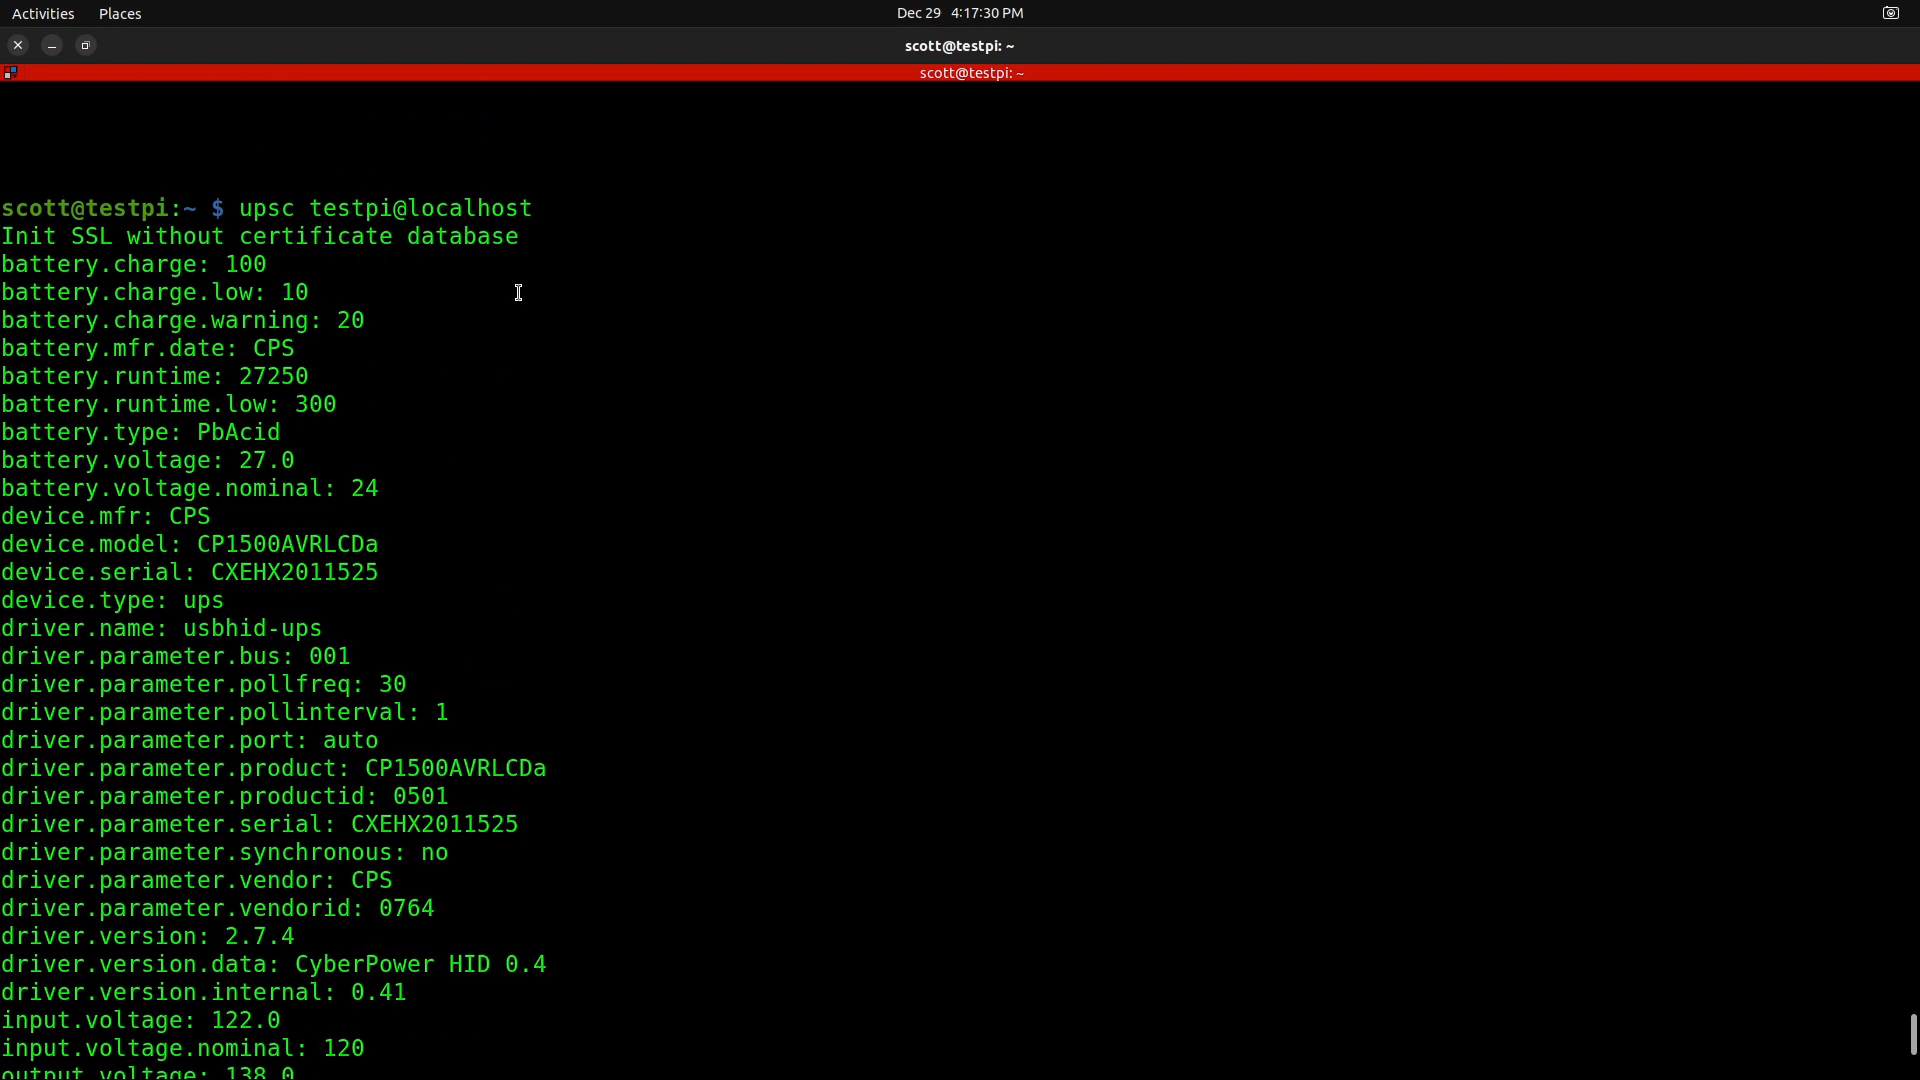 Activities Places Dec 29 4:17:30 PM
scott@testpi: ~
scott@testpi: ~
scott@testpi:~ $ upsc testpi@localhost
Init SSL without certificate database
battery.charge: 100
battery.charge.low: 10
battery.charge.warning: 20
battery.mfr.date: CPS
battery.runtime: 27250
battery.runtime.low: 300
battery.type: PbAcid
battery.voltage: 27.0
battery.voltage.nominal: 24
device.mfr: CPS
device.model: CP1500AVRLCDa
device.serial: CXEHX2011525
device.type: ups
driver.name: usbhid-ups
driver.parameter.bus: 001
driver.parameter.pollfreq: 30
driver.parameter.pollinterval: 1
driver.parameter.port: auto
driver.parameter.product: CP1500AVRLCDa
driver.parameter.productid: 0501
driver.parameter.serial: CXEHX2011525
driver.parameter.synchronous: no
driver.parameter.vendor: CPS
driver.parameter.vendorid: 0764
driver.version: 2.7.4
driver.version.data: CyberPower HID 0.4
driver.version.internal: 0.41
input.voltage: 122.0
input.voltage.nominal: 120
output.voltage: 138.0